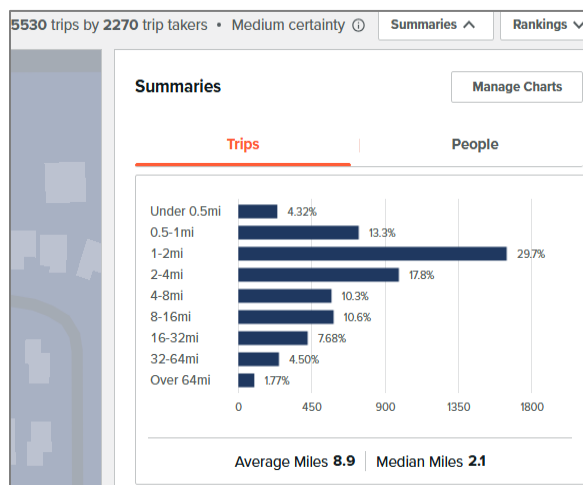 5530 trips by 2270 trip takers • Medium certainty
Summaries
Rankings
Summaries
Manage Charts
Trips
People
Under 0.5mi 4.32%
0.5-1mi 13.3%
1-2mi 29.7%
2-4mi 17.8%
4-8mi 10.3%
8-16mi 10.6%
16-32mi 7.68%
32-64mi 4.50%
Over 64mi 1.77%
0 450 900 1350 1800
Average Miles 8.9 Median Miles 2.1